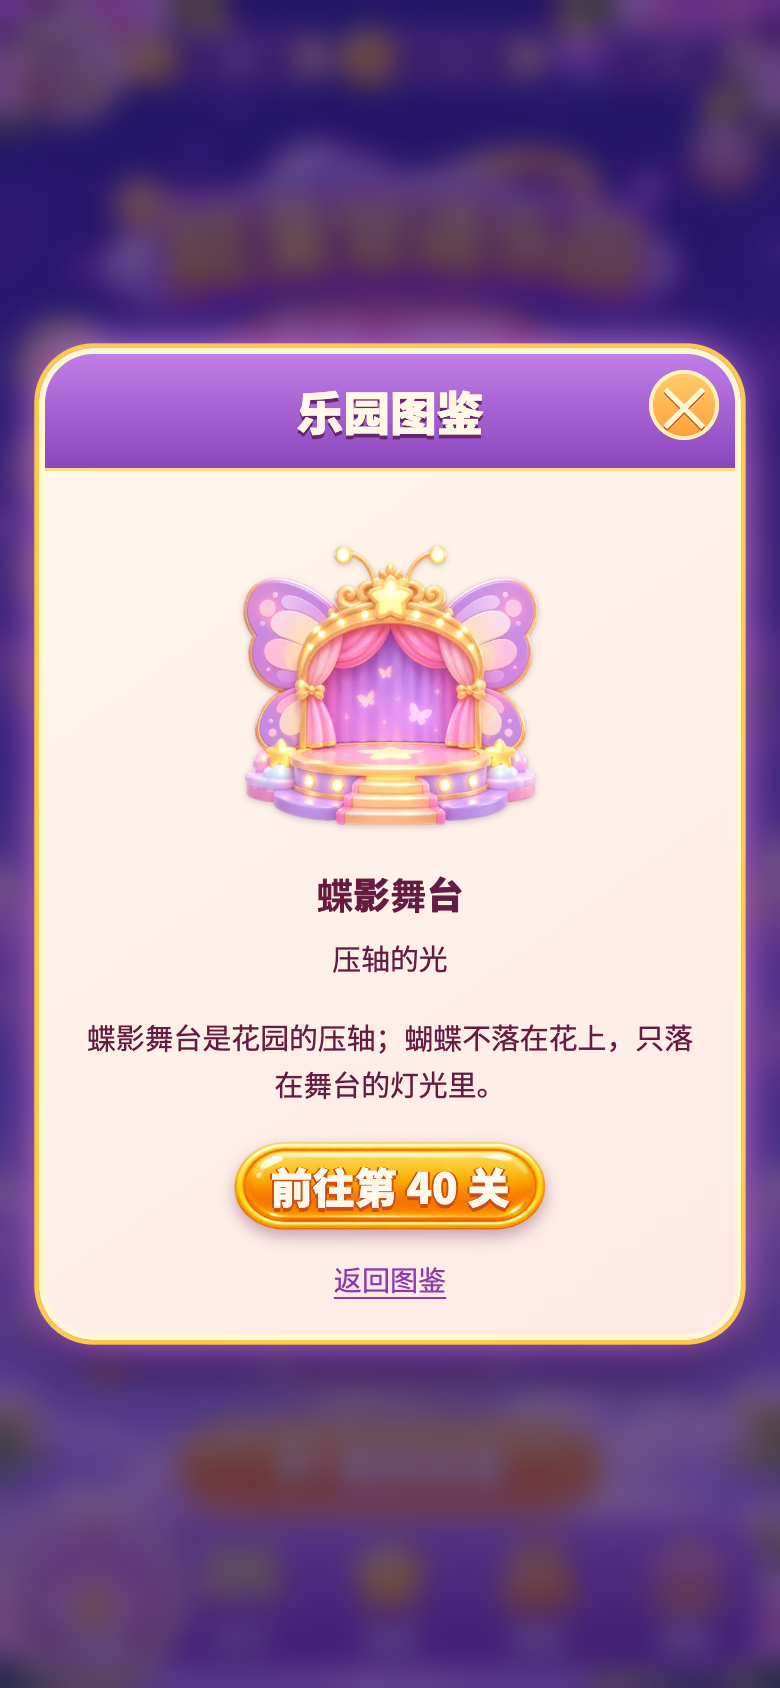 乐园图鉴
蝶影舞台
压轴的光
蝶影舞台是花园的压轴；蝴蝶不落在花上，只落
在舞台的灯光里。
前往第 40 关
返回图鉴